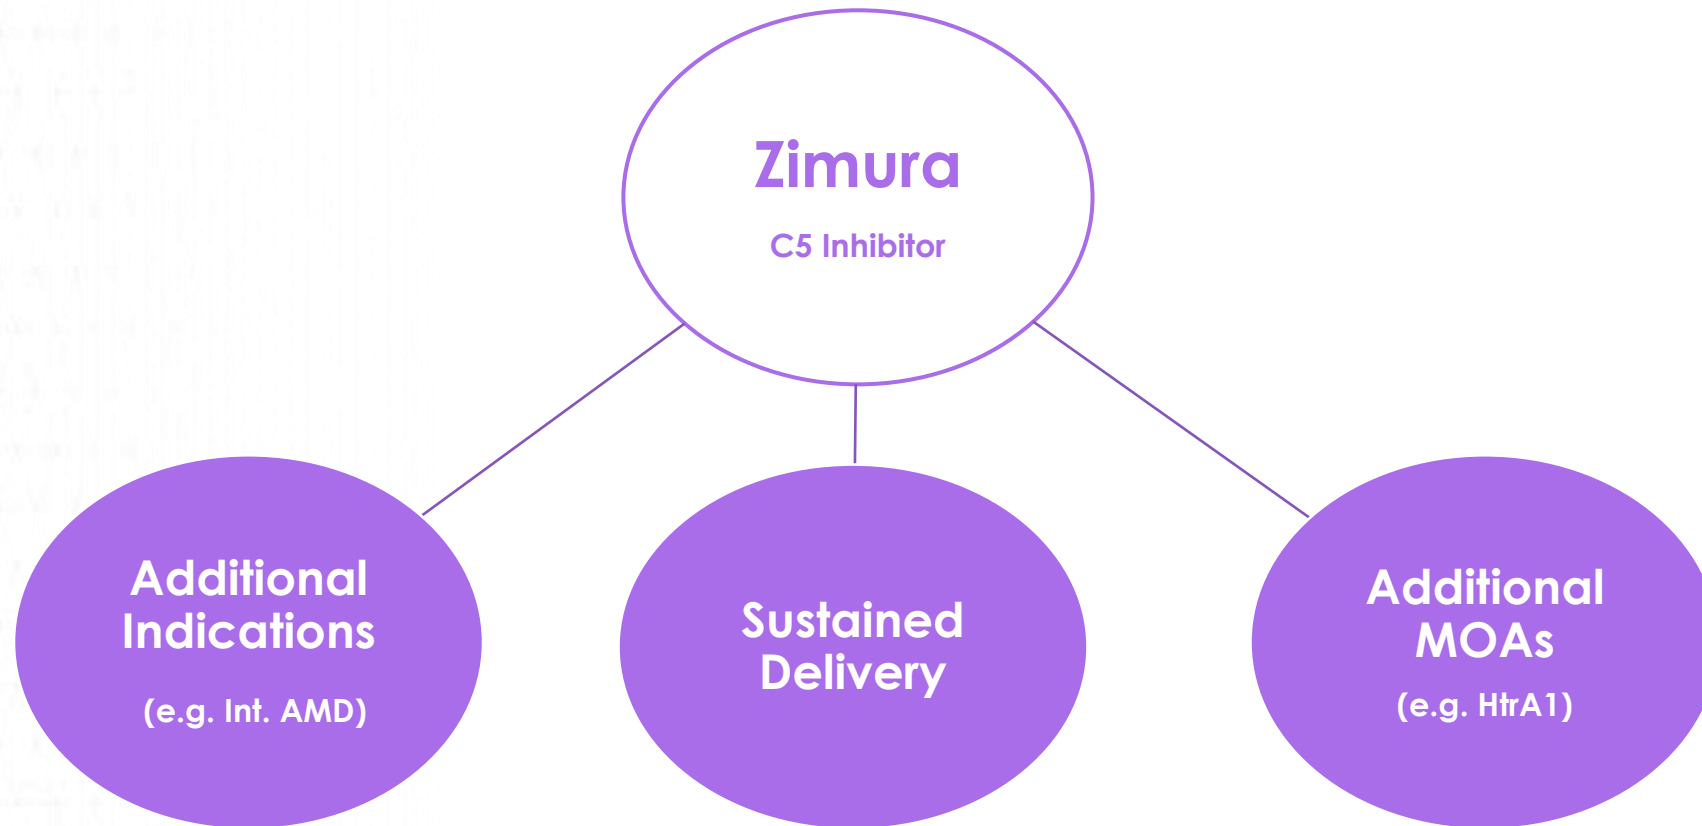 Zimura
C5 Inhibitor
Additional
Indications
(e.g. Int. AMD)
Sustained
Delivery
Additional
MOAs
(e.g. HtrA1)